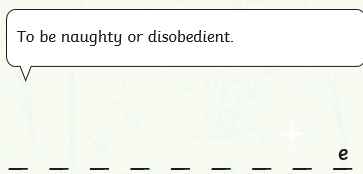 To be naughty or disobedient.
_ _ _ _ _ _ _ _ e